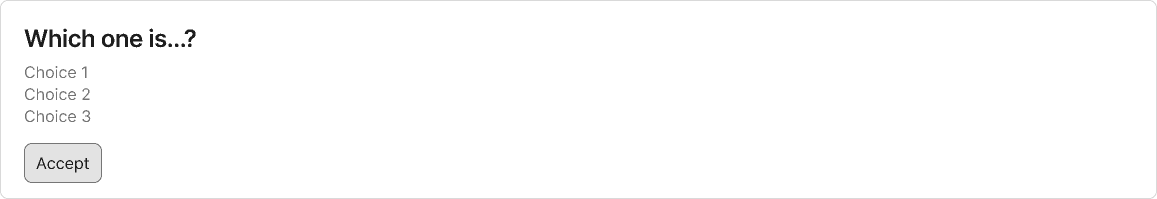 Which one is...?
Choice 1
Choice 2
Choice 3
Accept